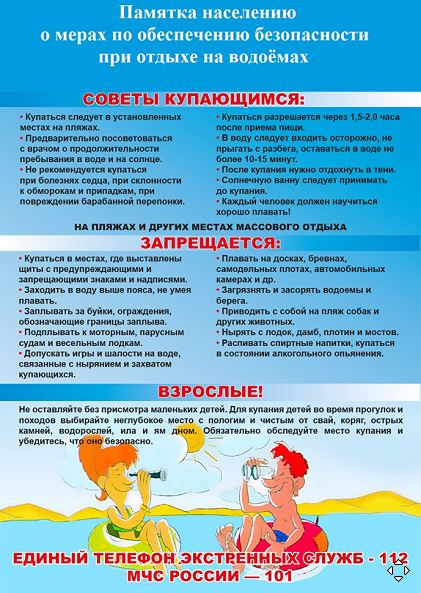 Памятка населению
о мерах по обеспечению безопасности
при отдыхе на водоёмах
СОВЕТЫ КУПАЮЩИМСЯ:
• Купаться следует в установленных
местах на пляжах.
• Предварительно посоветоваться
с врачом о продолжительности
пребывания в воде и на солнце.
• Не рекомендуется купаться
при болезнях седца, при склонности
к обморокам и припадкам, при
повреждении барабанной перепонки.
• Купаться разрешается через 1,5-2,0 часа
после приема пищи.
• В воду следует входить осторожно, не
прыгать с разбега, оставаться в воде не
более 10-15 минут.
• После купания нужно отдохнуть в тени.
• Солнечную ванну следует принимать
до купания.
• Каждый человек должен научиться
хорошо плавать!
НА ПЛЯЖАХ И ДРУГИХ МЕСТАХ МАССОВОГО ОТДЫХА
ЗАПРЕЩАЕТСЯ:
• Купаться в местах, где выставлены
щиты с предупреждающими и
запрещающими знаками и надписями.
• Заходить в воду выше пояса, не умея
плавать.
• Заплывать за буйки, ограждения,
обозначающие границы заплыва.
• Подплывать к моторным, парусным
судам и весельным лодкам.
• Допускать игры и шалости на воде,
связанные с нырянием и захватом
купающихся.
• Плавать на досках, бревнах,
самодельных плотах, автомобильных
камерах и др.
• Загрязнять и засорять водоемы и
берега.
• Приводить с собой на пляж собак и
других животных.
• Нырять с лодок, дамб, плотин и мостов.
• Распивать спиртные напитки, купаться
в состоянии алкогольного опьянения.
ВЗРОСЛЫЕ!
Не оставляйте без присмотра маленьких детей. Для купания детей во время прогулок и
походов выбирайте неглубокое место с пологим и чистым от свай, коряг, острых
камней, водорослей, ила и ям дном. Обязательно обследуйте место купания и
убедитесь, что оно безопасно.
ЕДИНЫЙ ТЕЛЕФОН ЭКСТРЕННЫХ СЛУЖБ - 112
МЧС РОССИИ — 101